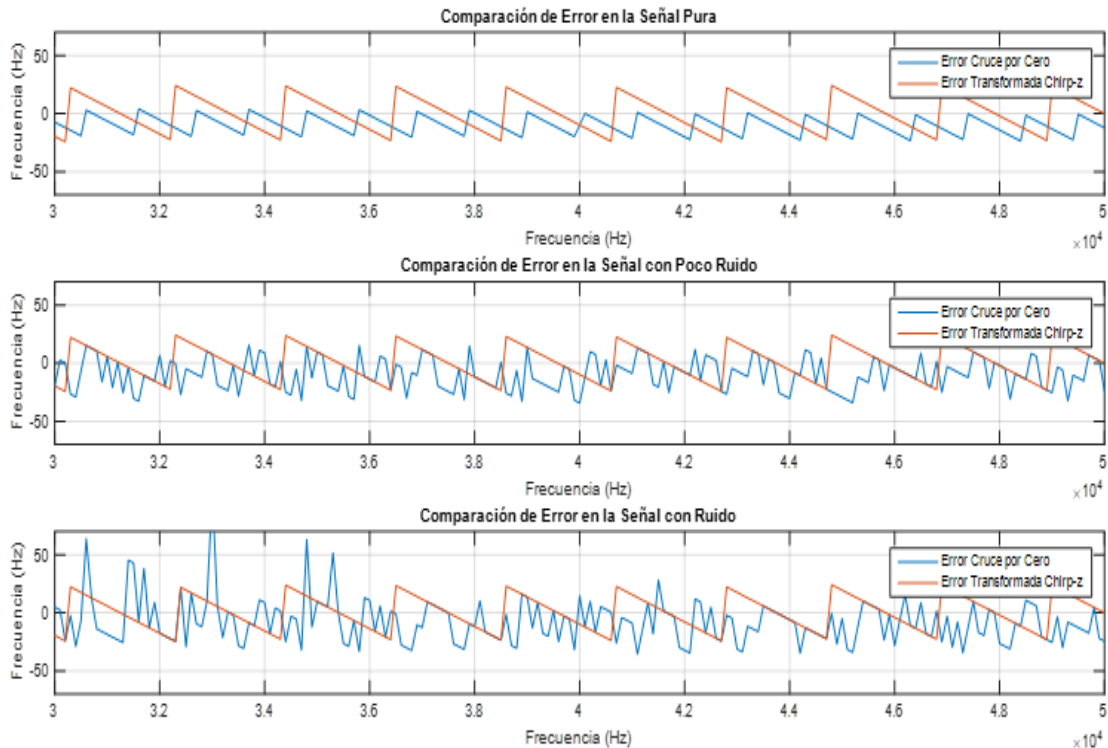 Comparación de Error en la Señal Pura
Frecuencia (Hz)
50
0
-50
Error Cruce por Cero
Error Transformada Chirp-z
3 3.2 3.4 3.6 3.8 4 4.2 4.4 4.6 4.8 5
Frecuencia (Hz)
×10⁴
Comparación de Error en la Señal con Poco Ruido
Frecuencia (Hz)
50
0
-50
Error Cruce por Cero
Error Transformada Chirp-z
3 3.2 3.4 3.6 3.8 4 4.2 4.4 4.6 4.8 5
Frecuencia (Hz)
×10⁴
Comparación de Error en la Señal con Ruido
Frecuencia (Hz)
50
0
-50
Error Cruce por Cero
Error Transformada Chirp-z
3 3.2 3.4 3.6 3.8 4 4.2 4.4 4.6 4.8 5
Frecuencia (Hz)
×10⁴